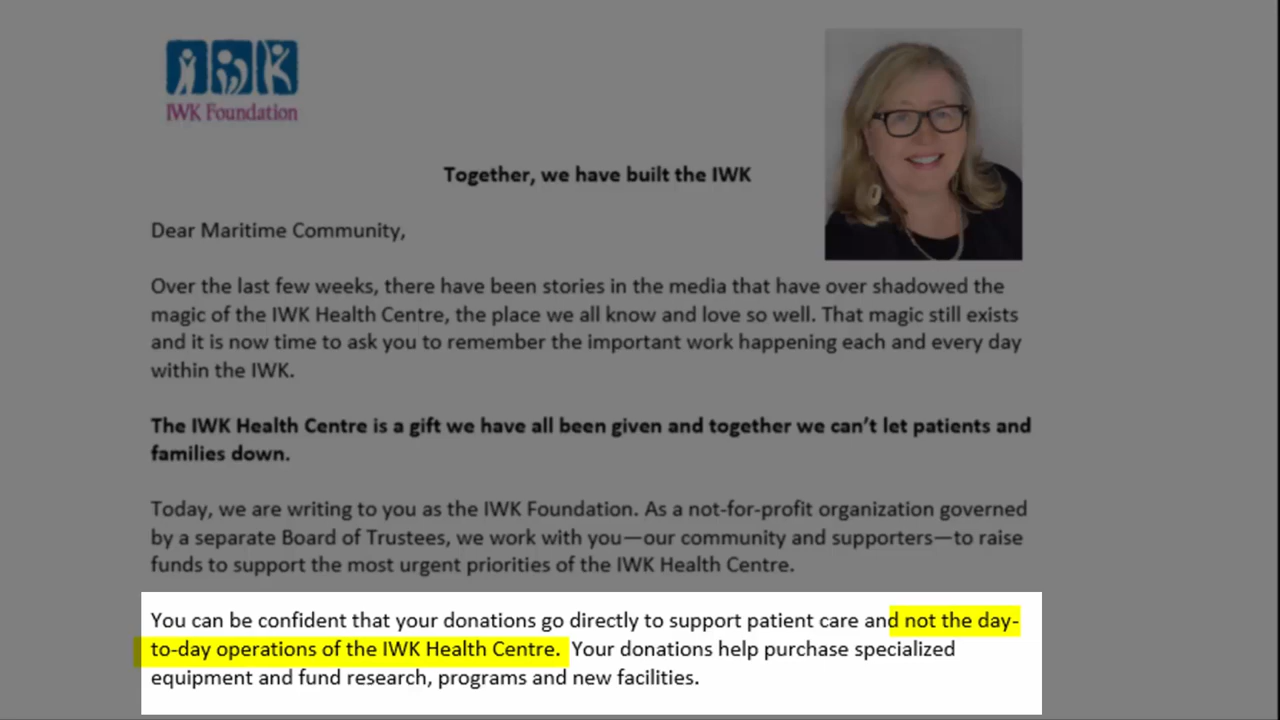 IWK
IWK Foundation
Together, we have built the IWK
Dear Maritime Community,
Over the last few weeks, there have been stories in the media that have over shadowed the
magic of the IWK Health Centre, the place we all know and love so well. That magic still exists
and it is now time to ask you to remember the important work happening each and every day
within the IWK.
The IWK Health Centre is a gift we have all been given and together we can’t let patients and
families down.
Today, we are writing to you as the IWK Foundation. As a not-for-profit organization governed
by a separate Board of Trustees, we work with you—our community and supporters—to raise
funds to support the most urgent priorities of the IWK Health Centre.
You can be confident that your donations go directly to support patient care and not the day-
to-day operations of the IWK Health Centre. Your donations help purchase specialized
equipment and fund research, programs and new facilities.